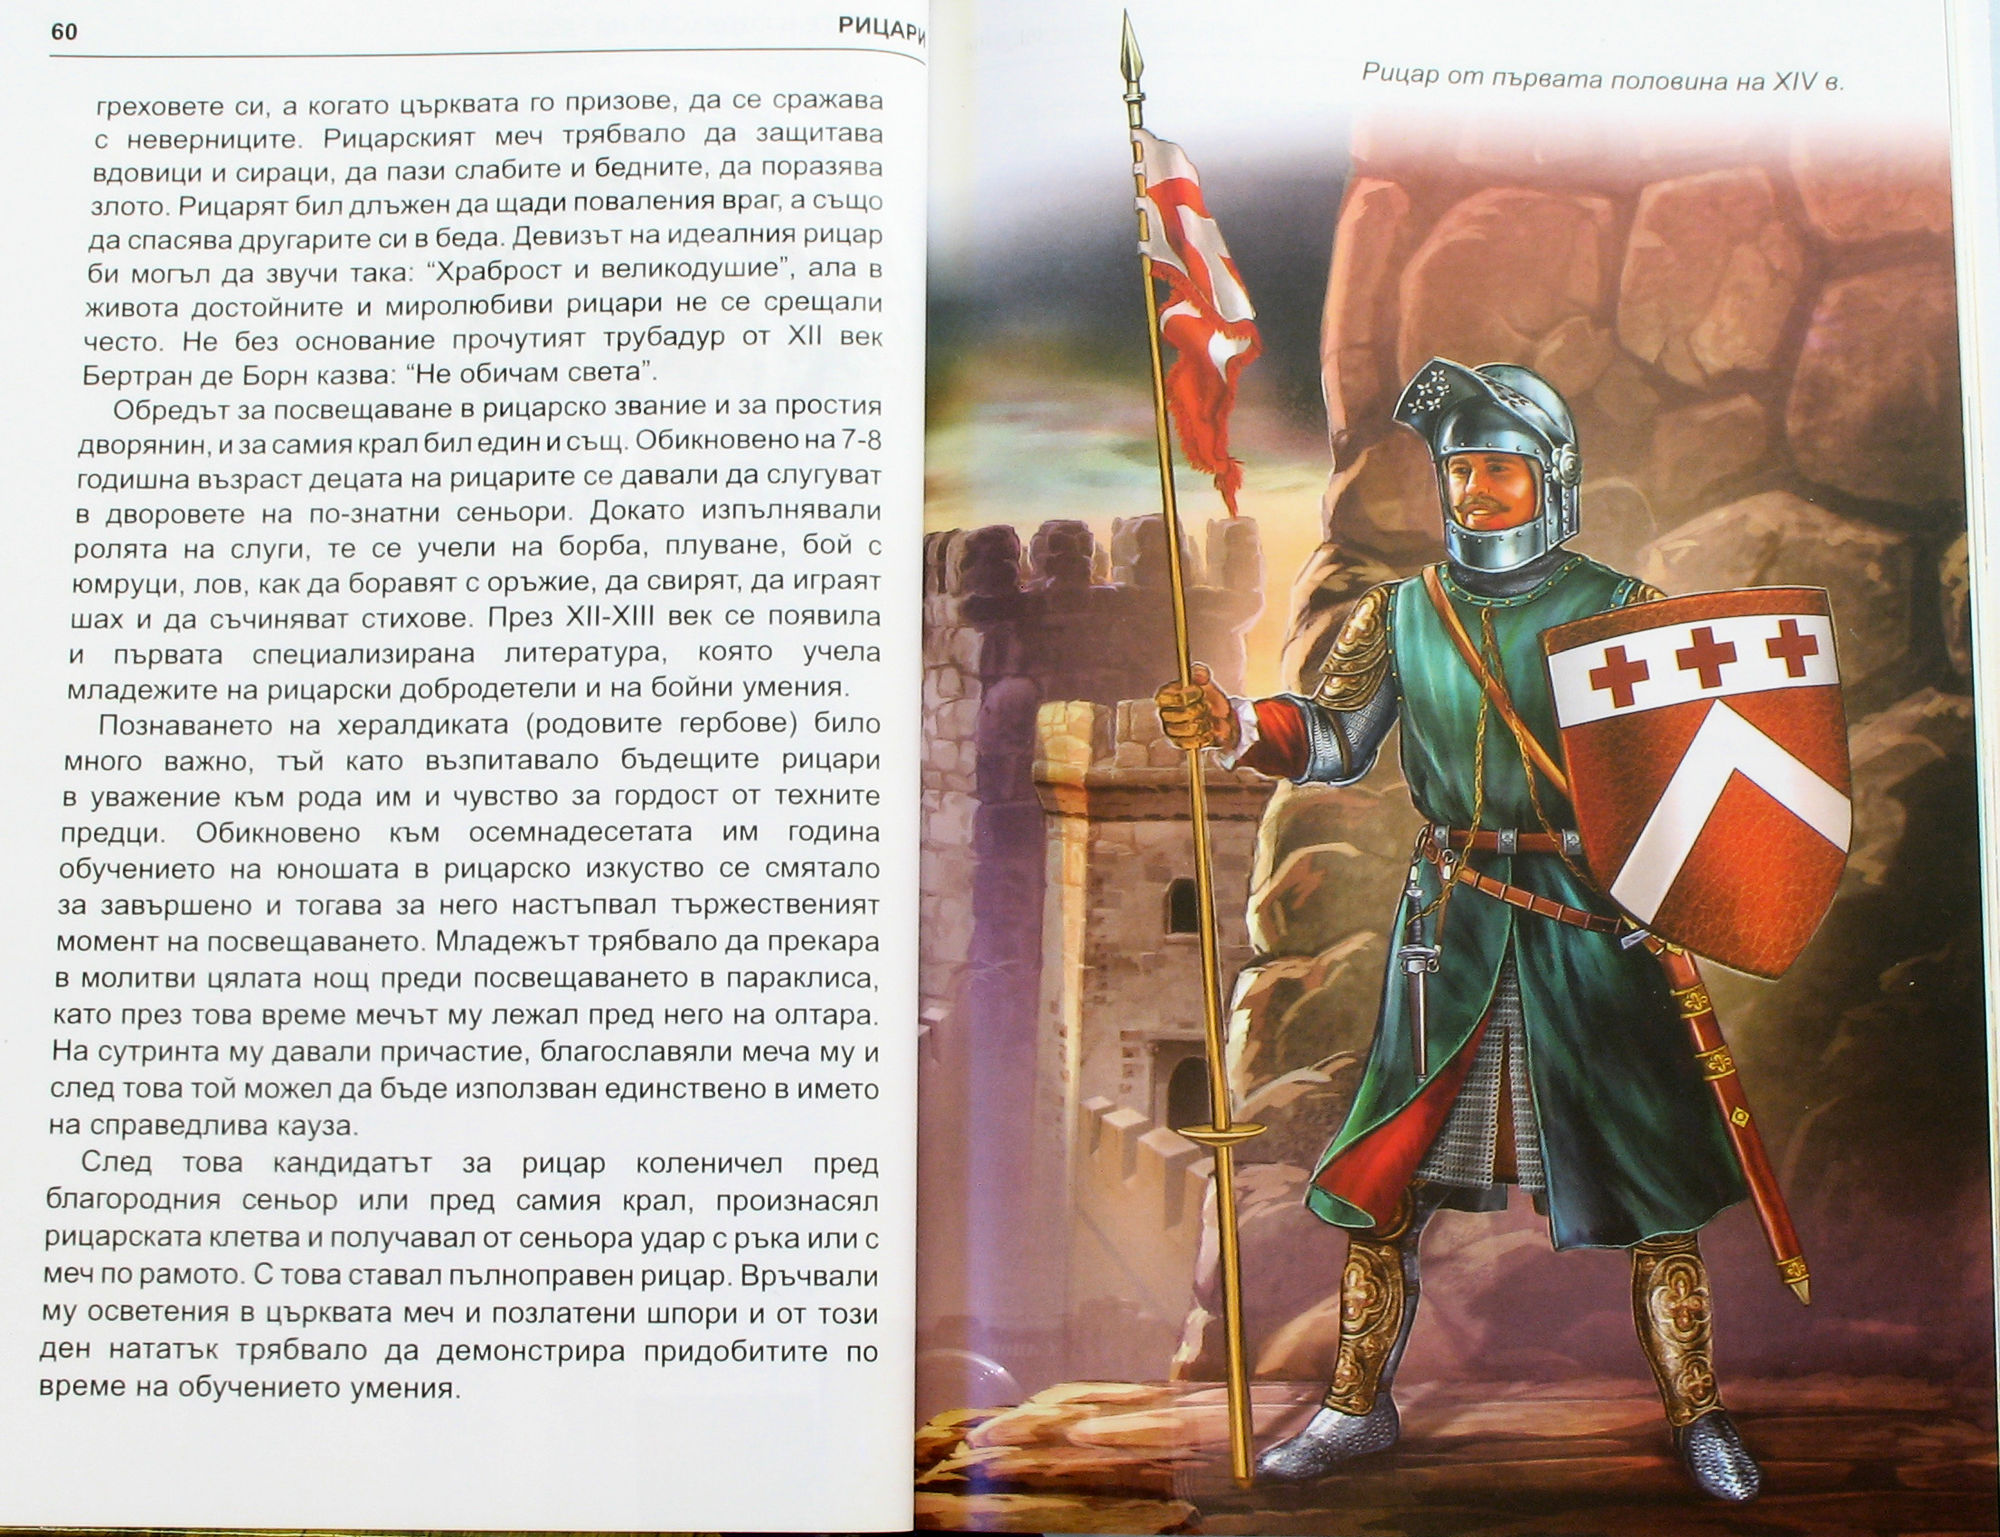 60
РИЦАРИ
греховете си, а когато църквата го призове, да се сражава
с неверниците. Рицарският меч трябвало да защитава
вдовици и сираци, да пази слабите и бедните, да поразява
злото. Рицарят бил длъжен да щади поваления враг, а също
да спасява другарите си в беда. Девизът на идеалния рицар
би могъл да звучи така: “Храброст и великодушие”, ала в
живота достойните и миролюбиви рицари не се срещали
често. Не без основание прочутият трубадур от XII век
Бертран де Борн казва: “Не обичам света”.
Обредът за посвещаване в рицарско звание и за простия
дворянин, и за самия крал бил един и същ. Обикновено на 7-8
годишна възраст децата на рицарите се давали да слугуват
в дворовете на по-знатни сеньори. Докато изпълнявали
ролята на слуги, те се учели на борба, плуване, бой с
юмруци, лов, как да боравят с оръжие, да свирят, да играят
шах и да съчиняват стихове. През XII-XIII век се появила
и първата специализирана литература, която учела
младежите на рицарски добродетели и на бойни умения.
Познаването на хералдиката (родовите гербове) било
много важно, тъй като възпитавало бъдещите рицари
в уважение към рода им и чувство за гордост от техните
предци. Обикновено към осемнадесетата им година
обучението на юношата в рицарско изкуство се смятало
за завършено и тогава за него настъпвал тържественият
момент на посвещаването. Младежът трябвало да прекара
в молитви цялата нощ преди посвещаването в параклиса,
като през това време мечът му лежал пред него на олтара.
На сутринта му давали причастие, благославяли меча му и
след това той можел да бъде използван единствено в името
на справедлива кауза.
След това кандидатът за рицар коленичел пред
благородния сеньор или пред самия крал, произнасял
рицарската клетва и получавал от сеньора удар с ръка или с
меч по рамото. С това ставал пълноправен рицар. Връчвали
му осветения в църквата меч и позлатени шпори и от този
ден нататък трябвало да демонстрира придобитите по
време на обучението умения.
Рицар от първата половина на XIV в.